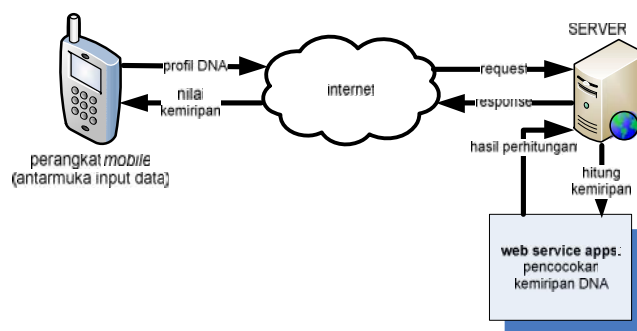 SERVER
profil DNA
internet
request
nilai
kemiripan
response
perangkat mobile
(antarmuka input data)
hasil perhitungan
hitung
kemiripan
web service apps:
pencocokan
kemiripan DNA